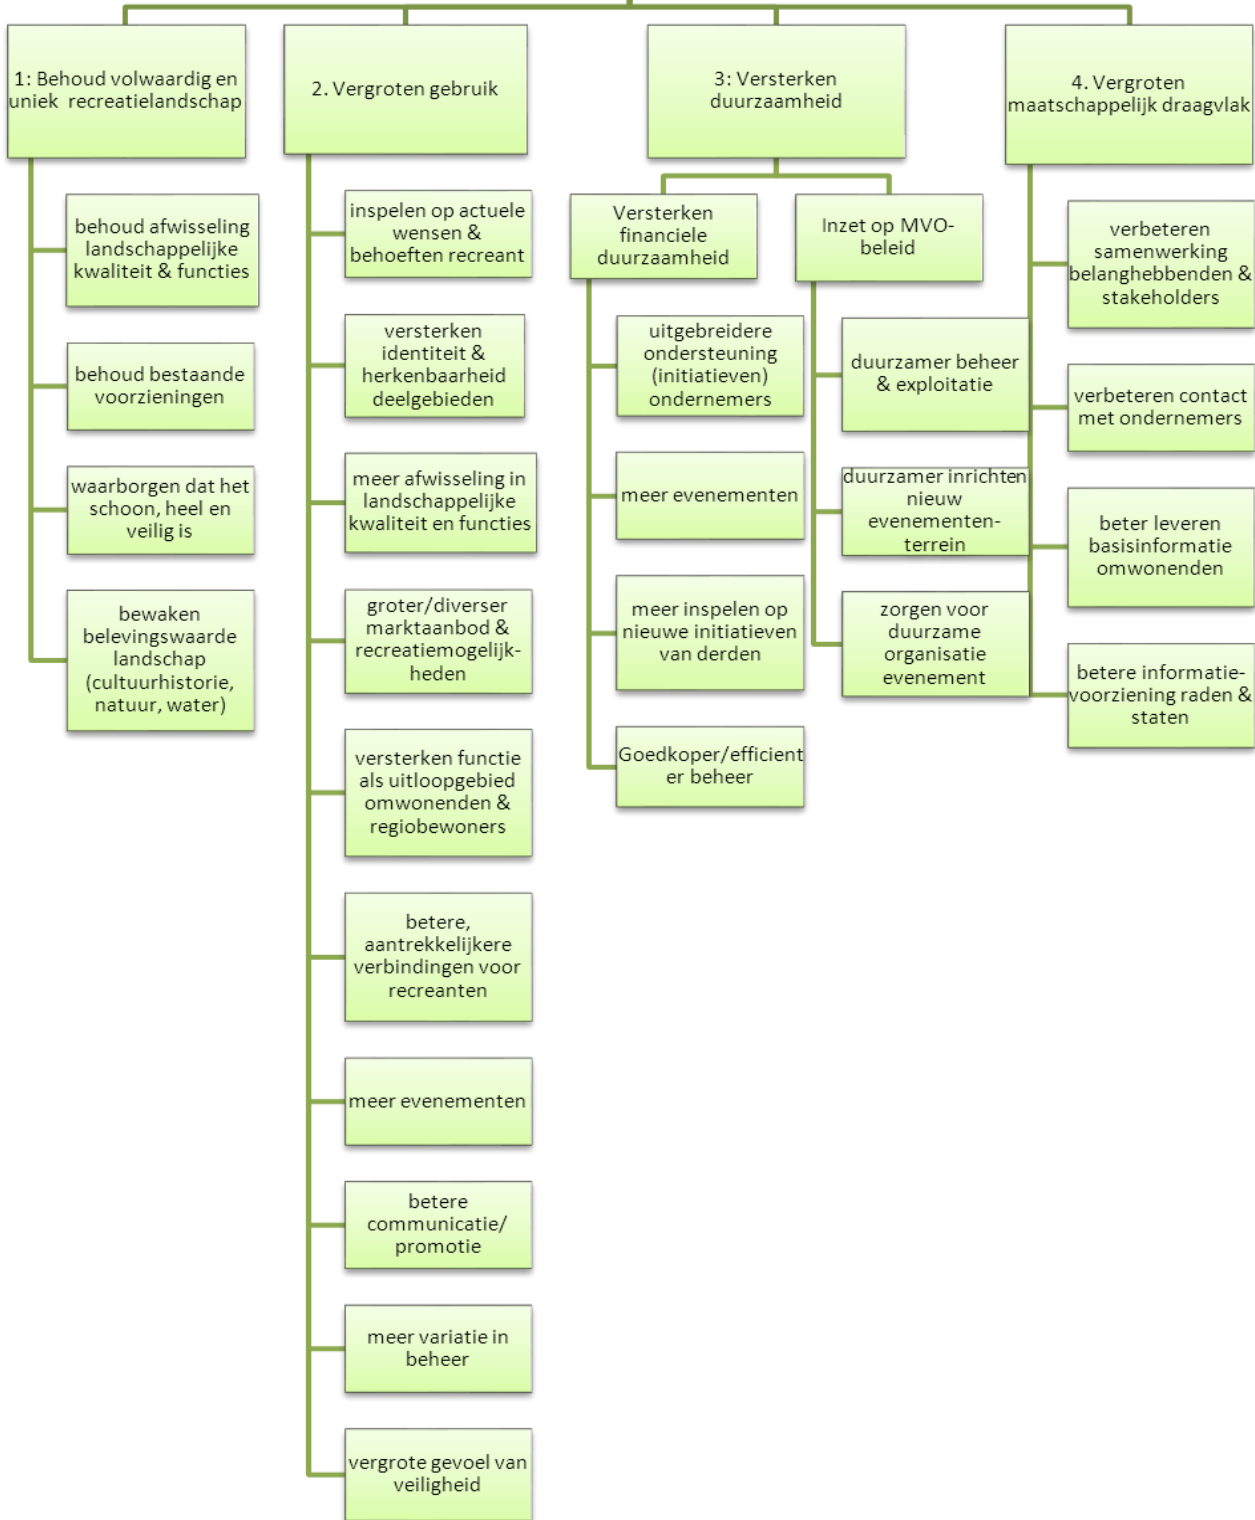 1: Behoud volwaardig en
uniek recreatielandschap
behoud afwisseling
landschappelijke
kwaliteit & functies
behoud bestaande
voorzieningen
waarborgen dat het
schoon, heel en
veilig is
bewaken
belevingswaarde
landschap
(cultuurhistorie,
natuur, water)
2. Vergroten gebruik
inspelen op actuele
wensen &
behoeften recreant
versterken
identiteit &
herkenbaarheid
deelgebieden
meer afwisseling in
landschappelijke
kwaliteit en functies
groter/diverser
marktaanbod &
recreatiemogelijk-
heden
versterken functie
als uitloopgebied
omwonenden &
regiobewoners
betere,
aantrekkelijkere
verbindingen voor
recreanten
meer evenementen
betere
communicatie/
promotie
meer variatie in
beheer
vergrote gevoel van
veiligheid
3: Versterken
duurzaamheid
Versterken
financiele
duurzaamheid
uitgebreidere
ondersteuning
(initiatieven)
ondernemers
meer evenementen
meer inspelen op
nieuwe initiatieven
van derden
Goedkoper/efficient
er beheer
Inzet op MVO-
beleid
duurzamer beheer
& exploitatie
duurzamer inrichten
nieuw
evenementen-
terrein
zorgen voor
duurzame
organisatie
evenement
4. Vergroten
maatschappelijk draagvlak
verbeteren
samenwerking
belanghebbenden &
stakeholders
verbeteren contact
met ondernemers
beter leveren
basisinformatie
omwonenden
betere informatie-
voorziening raden &
staten